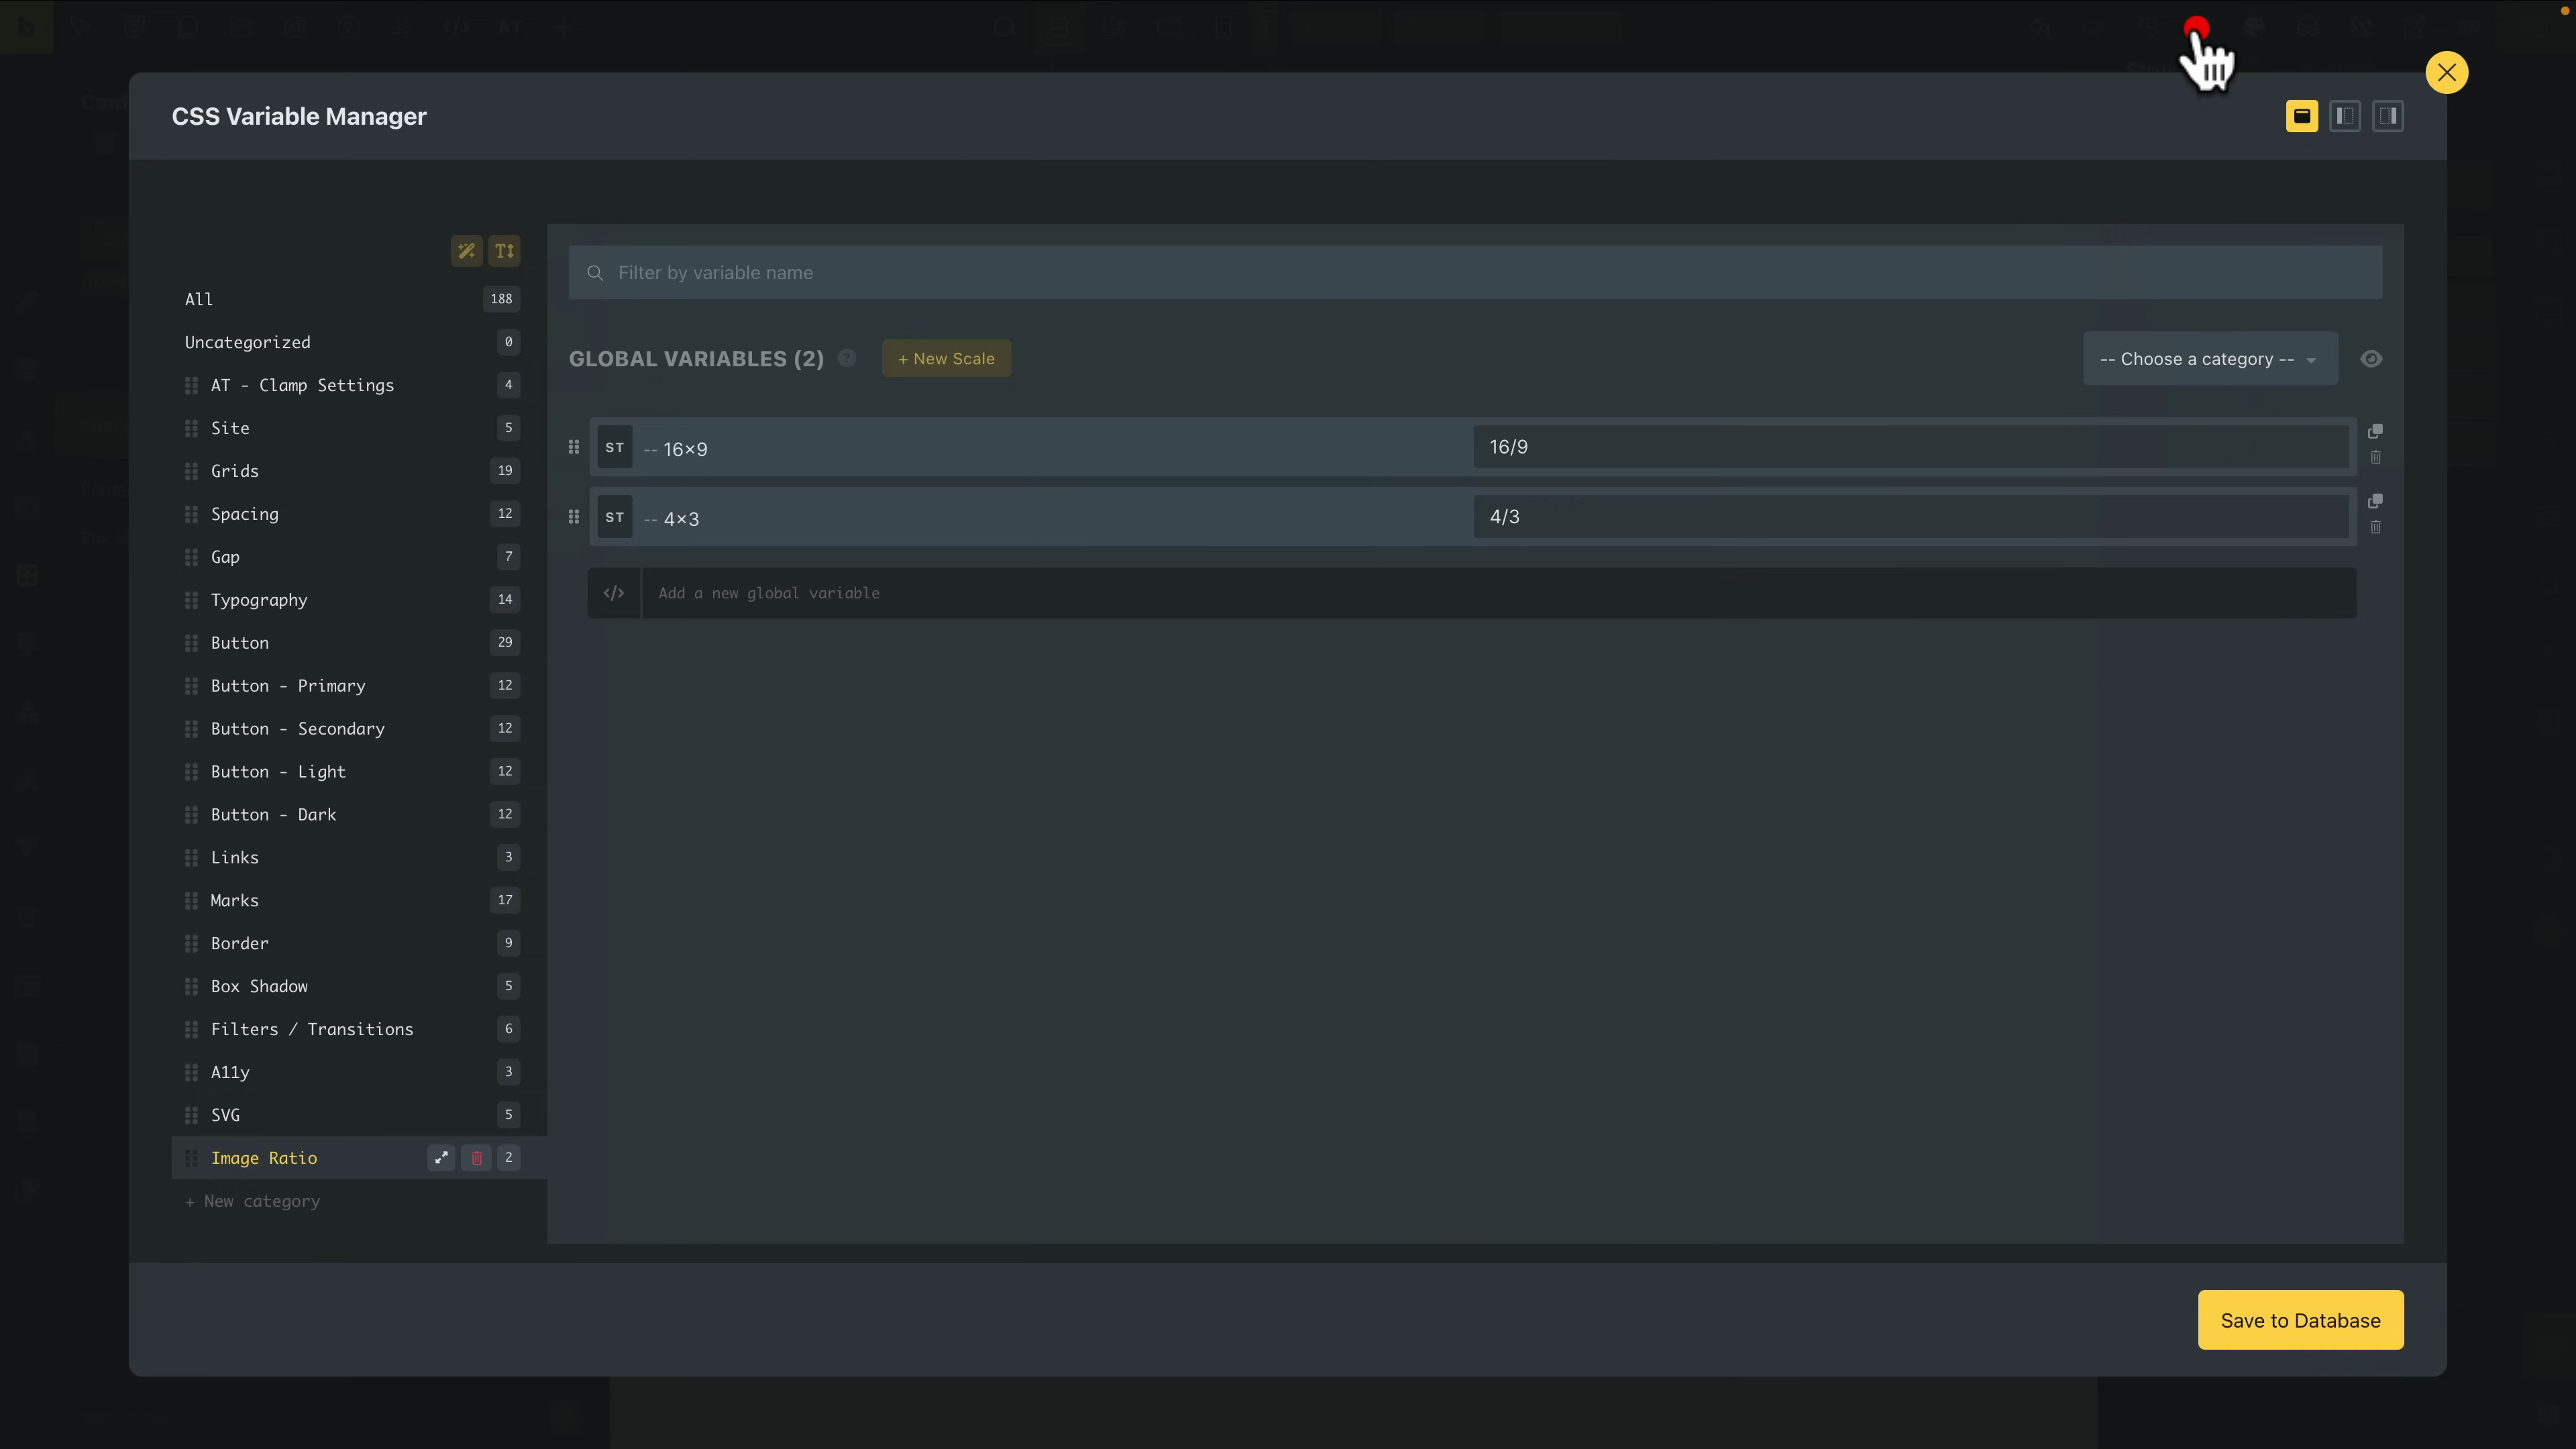 CSS Variable Manager
All 188
Uncategorized 0
AT - Clamp Settings 4
Site 5
Grids 19
Spacing 12
Gap 7
Typography 14
Button 29
Button - Primary 12
Button - Secondary 12
Button - Light 12
Button - Dark 12
Links 3
Marks 17
Border 9
Box Shadow 5
Filters / Transitions 6
A11y 3
SVG 5
Image Ratio 2
+ New category
Filter by variable name
GLOBAL VARIABLES (2) ? + New Scale
-- Choose a category --
ST -- 16×9 16/9
ST -- 4×3 4/3
</> Add a new global variable
Save to Database